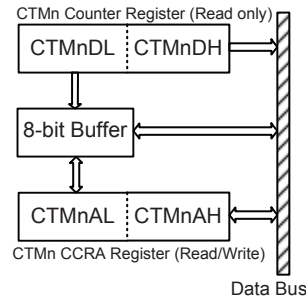 CTMn Counter Register (Read only)
CTMnDL CTMnDH
8-bit Buffer
CTMnAL CTMnAH
CTMn CCRA Register (Read/Write)
Data Bus